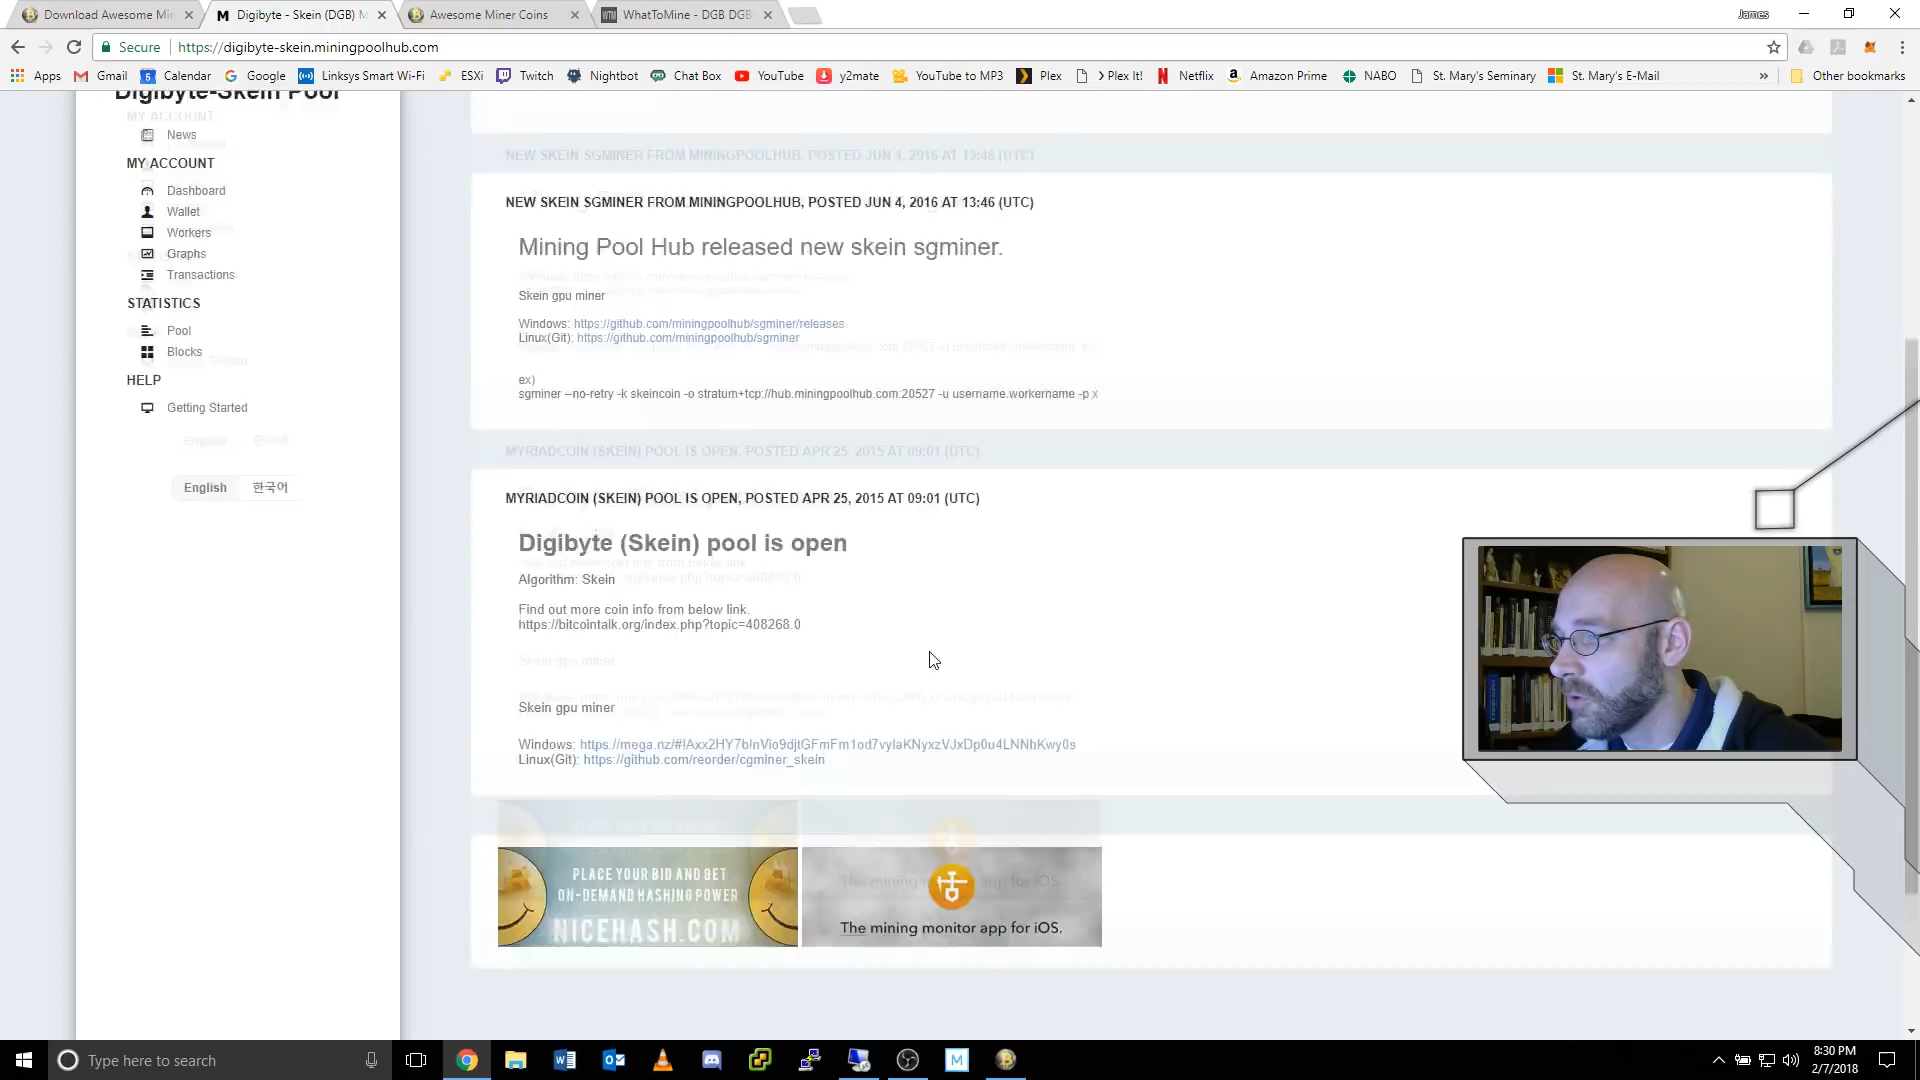 Download Awesome Min
Digibyte - Skein (DGB) M
Awesome Miner Coins
WhatToMine - DGB DGB
James
Secure
https://digibyte-skein.miningpoolhub.com
Apps
Gmail
Calendar
Google
Linksys Smart Wi-Fi
ESXi
Twitch
Nightbot
Chat Box
YouTube
y2mate
YouTube to MP3
Plex
Plex It!
Netflix
Amazon Prime
NABO
St. Mary's Seminary
St. Mary's E-Mail
»
Other bookmarks
Digibyte-Skein Pool
News
MY ACCOUNT
Dashboard
Wallet
Workers
Graphs
Transactions
STATISTICS
Pool
Blocks
HELP
Getting Started
English 한국어
NEW SKEIN SGMINER FROM MININGPOOLHUB, POSTED JUN 4, 2016 AT 13:46 (UTC)
Mining Pool Hub released new skein sgminer.
Skein gpu miner
Windows: https://github.com/miningpoolhub/sgminer/releases
Linux(Git): https://github.com/miningpoolhub/sgminer
ex)
sgminer --no-retry -k skeincoin -o stratum+tcp://hub.miningpoolhub.com:20527 -u username.workername -p x
MYRIADCOIN (SKEIN) POOL IS OPEN, POSTED APR 25, 2015 AT 09:01 (UTC)
Digibyte (Skein) pool is open
Algorithm: Skein
Find out more coin info from below link.
https://bitcointalk.org/index.php?topic=408268.0
Skein gpu miner
Windows:
Linux(Git): https://github.com/reorder/cgminer_skein
PLACE YOUR BID AND GET
ON-DEMAND HASHING POWER
NICEHASH.COM
The mining monitor app for iOS.
Type here to search
8:30 PM
2/7/2018